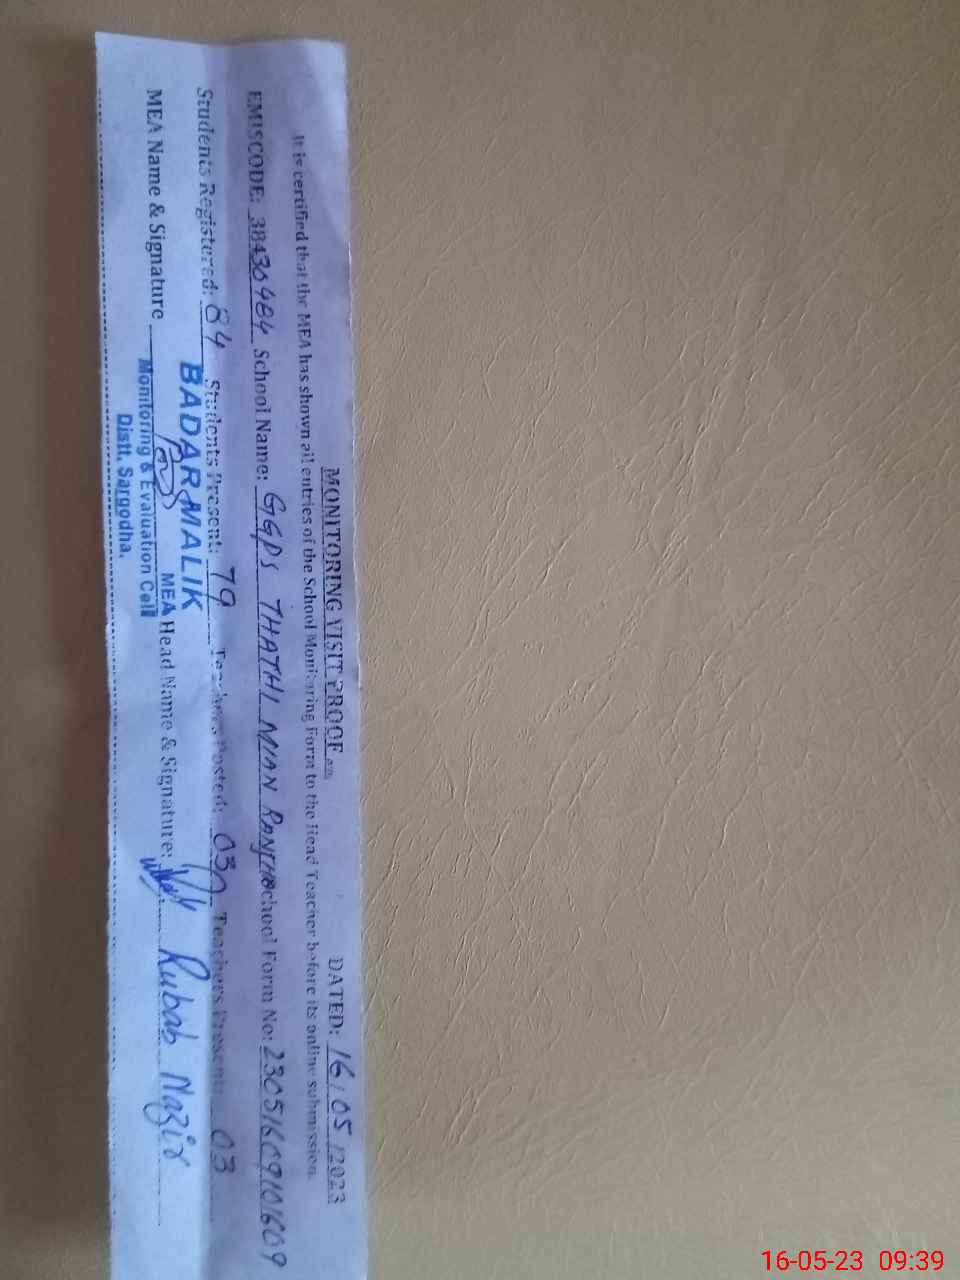 MONITORING VISIT PROOF
DATED: 16/05/2023
It is certified that the MEA has shown all entries of the School Monitoring Form to the Head Teacher before its online submission.
EMISCODE: 38430484 School Name: GGPS THATHI MIAN RANJHA School Form No: 23051609101609
Students Registered: 84 Students Present: 79 Teachers Posted: 03 Teachers Present: 03
BADAR MALIK
MEA Name & Signature MEA Head Name & Signature: Rubab Nazir
Monitoring & Evaluation Cell
Distt. Sargodha.
16-05-23 09:39